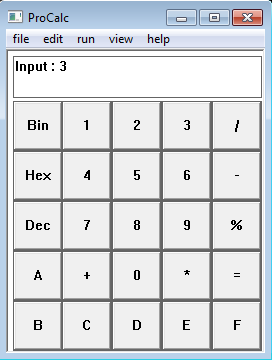 ProCalc
file edit run view help
Input : 3
Bin 1 2 3 /
Hex 4 5 6 -
Dec 7 8 9 %
A + 0 * =
B C D E F